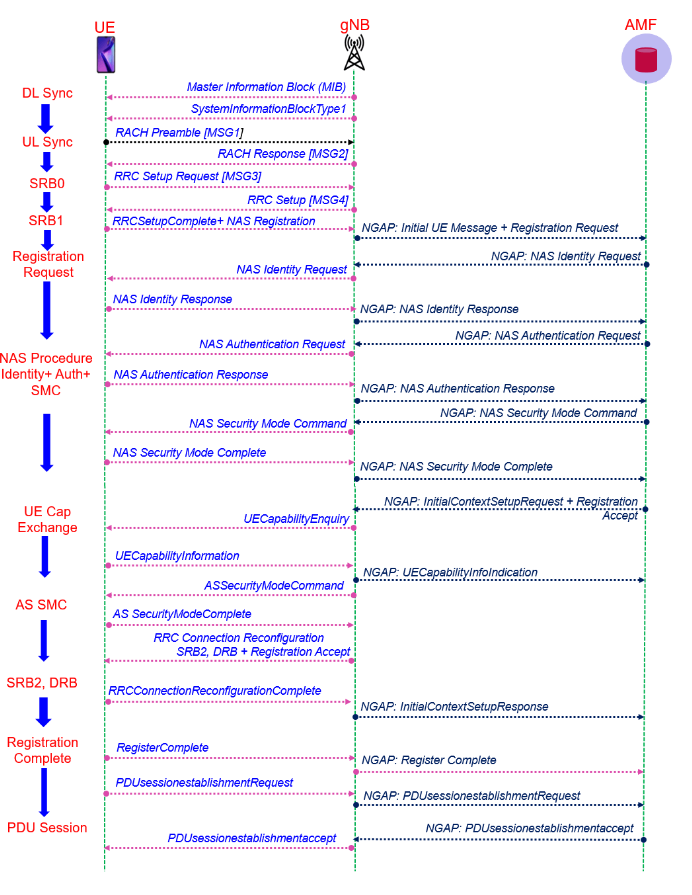 UE
gNB
AMF
DL Sync
Master Information Block (MIB)
SystemInformationBlockType1
UL Sync
RACH Preamble [MSG1]
RACH Response [MSG2]
SRB0
RRC Setup Request [MSG3]
RRC Setup [MSG4]
SRB1
RRCSetupComplete+ NAS Registration
NGAP: Initial UE Message + Registration Request
Registration
Request
NGAP: NAS Identity Request
NAS Identity Request
NAS Identity Response
NGAP: NAS Identity Response
NGAP: NAS Authentication Request
NAS Authentication Request
NAS Procedure
Identity+ Auth+
SMC
NAS Authentication Response
NGAP: NAS Authentication Response
NGAP: NAS Security Mode Command
NAS Security Mode Command
NAS Security Mode Complete
NGAP: NAS Security Mode Complete
NGAP: InitialContextSetupRequest + Registration
Accept
UE Cap
Exchange
UECapabilityEnquiry
UECapabilityInformation
NGAP: UECapabilityInfoIndication
ASSecurityModeCommand
AS SMC
AS SecurityModeComplete
RRC Connection Reconfiguration
SRB2, DRB + Registration Accept
SRB2, DRB
RRCConnectionReconfigurationComplete
NGAP: InitialContextSetupResponse
Registration
Complete
RegisterComplete
NGAP: Register Complete
PDUsessionestablishmentRequest
NGAP: PDUsessionestablishmentRequest
PDU Session
NGAP: PDUsessionestablishmentaccept
PDUsessionestablishmentaccept